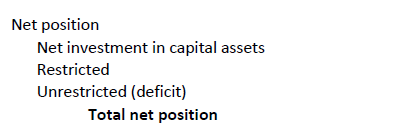 Net position
Net investment in capital assets
Restricted
Unrestricted (deficit)
Total net position